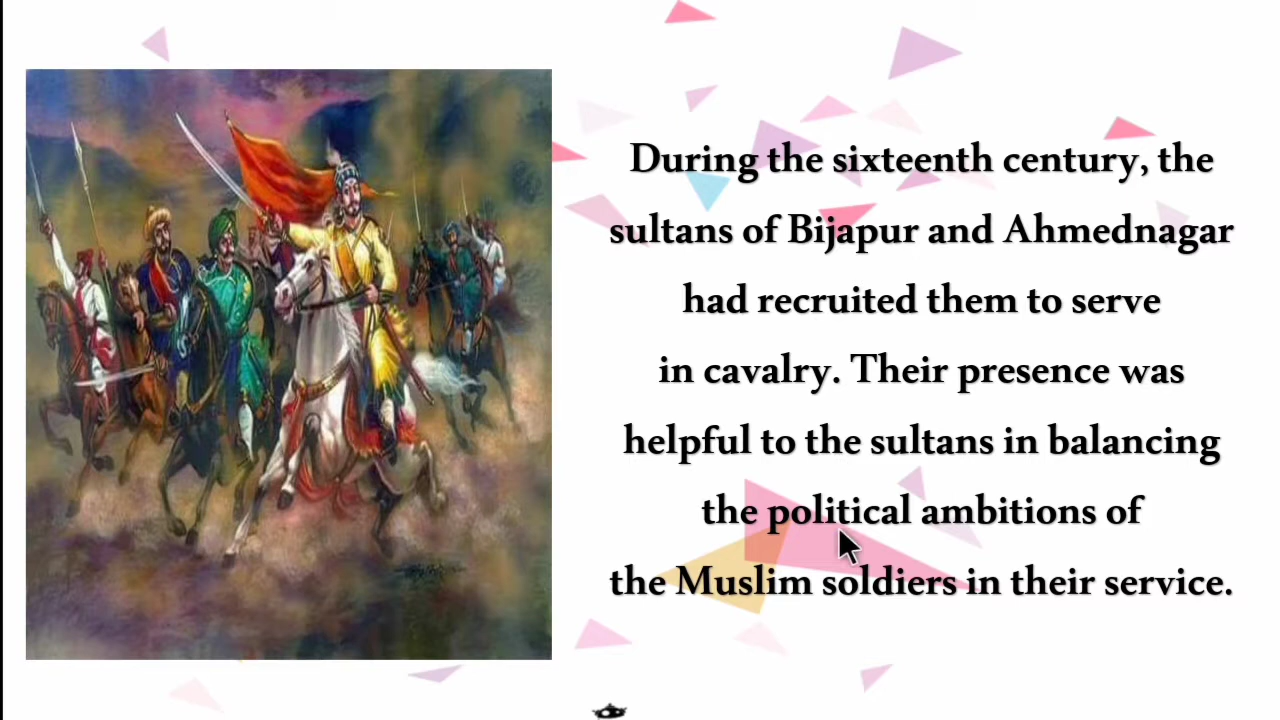 During the sixteenth century, the
sultans of Bijapur and Ahmednagar
had recruited them to serve
in cavalry. Their presence was
helpful to the sultans in balancing
the political ambitions of
the Muslim soldiers in their service.